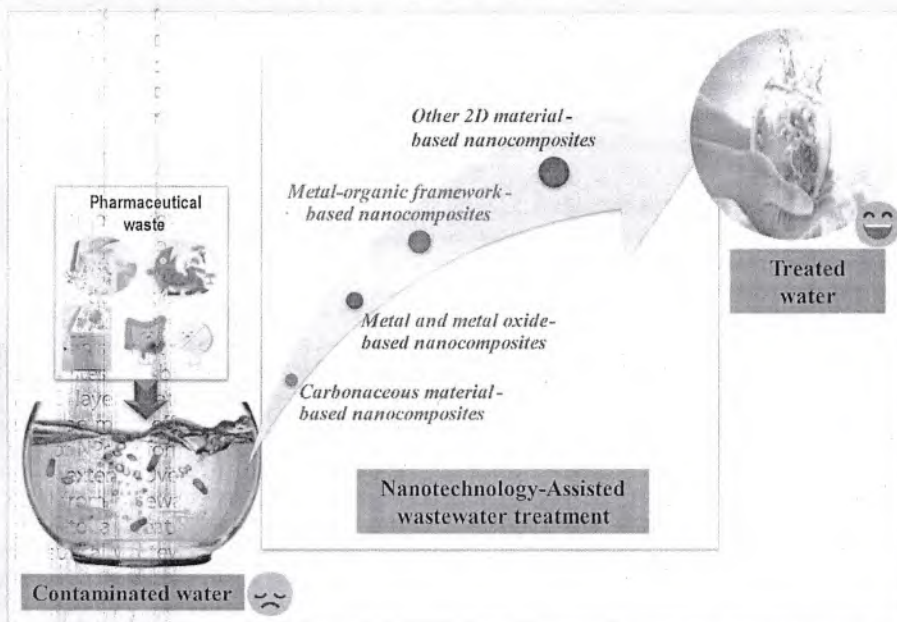 Other 2D material-
based nanocomposites
Metal-organic framework-
based nanocomposites
Pharmaceutical
waste
Treated
water
Metal and metal oxide-
based nanocomposites
Carbonaceous material-
based nanocomposites
Nanotechnology-Assisted
wastewater treatment
Contaminated water